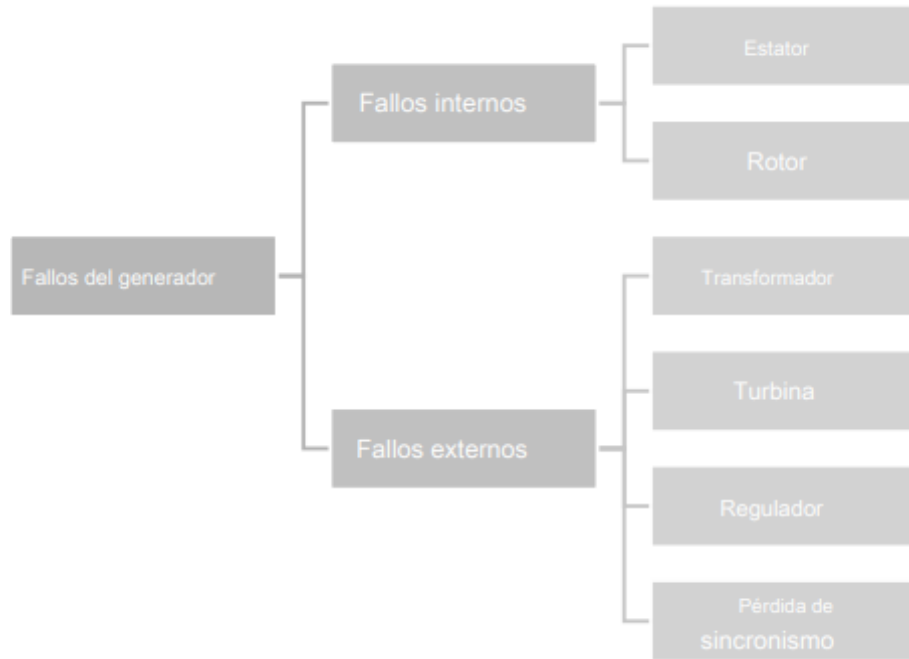 Fallos del generador
Fallos internos
Estator
Rotor
Fallos externos
Transformador
Turbina
Regulador
Pérdida de
sincronismo